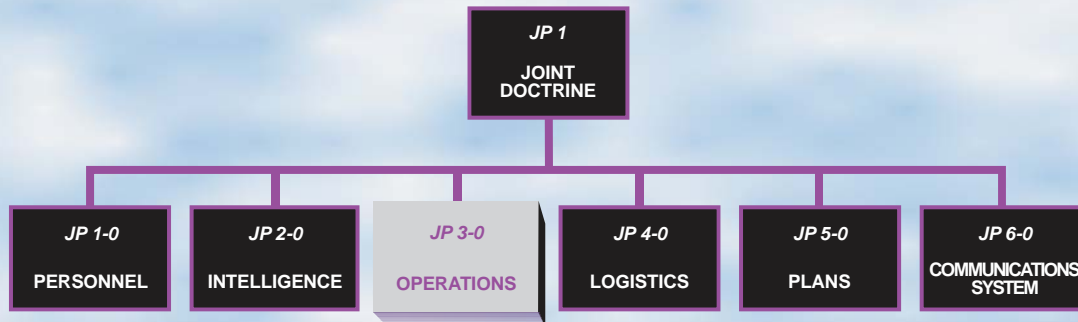 JP 1
JOINT
DOCTRINE
JP 1-0
PERSONNEL
JP 2-0
INTELLIGENCE
JP 3-0
OPERATIONS
JP 4-0
LOGISTICS
JP 5-0
PLANS
JP 6-0
COMMUNICATIONS
SYSTEM